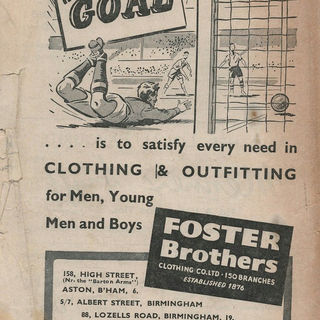 GOAL
. . . . is to satisfy every need in
CLOTHING & OUTFITTING
for Men, Young
Men and Boys
FOSTER
Brothers
CLOTHING CO. LTD · 150 BRANCHES
ESTABLISHED 1876
158, HIGH STREET,
(Nr. the "Barton Arms")
ASTON, B'HAM, 6.
5/7, ALBERT STREET, BIRMINGHAM
88, LOZELLS ROAD, BIRMINGHAM, 19.